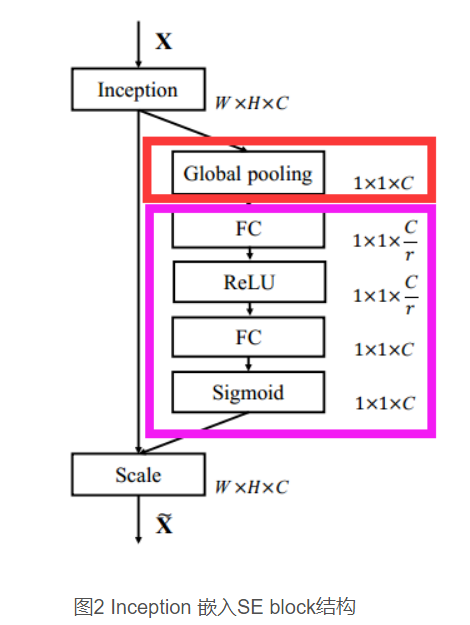 X
Inception
W×H×C
Global pooling
1×1×C
FC
1×1×C/r
ReLU
1×1×C/r
FC
1×1×C
Sigmoid
1×1×C
Scale
W×H×C
X̃
图2 Inception 嵌入SE block结构